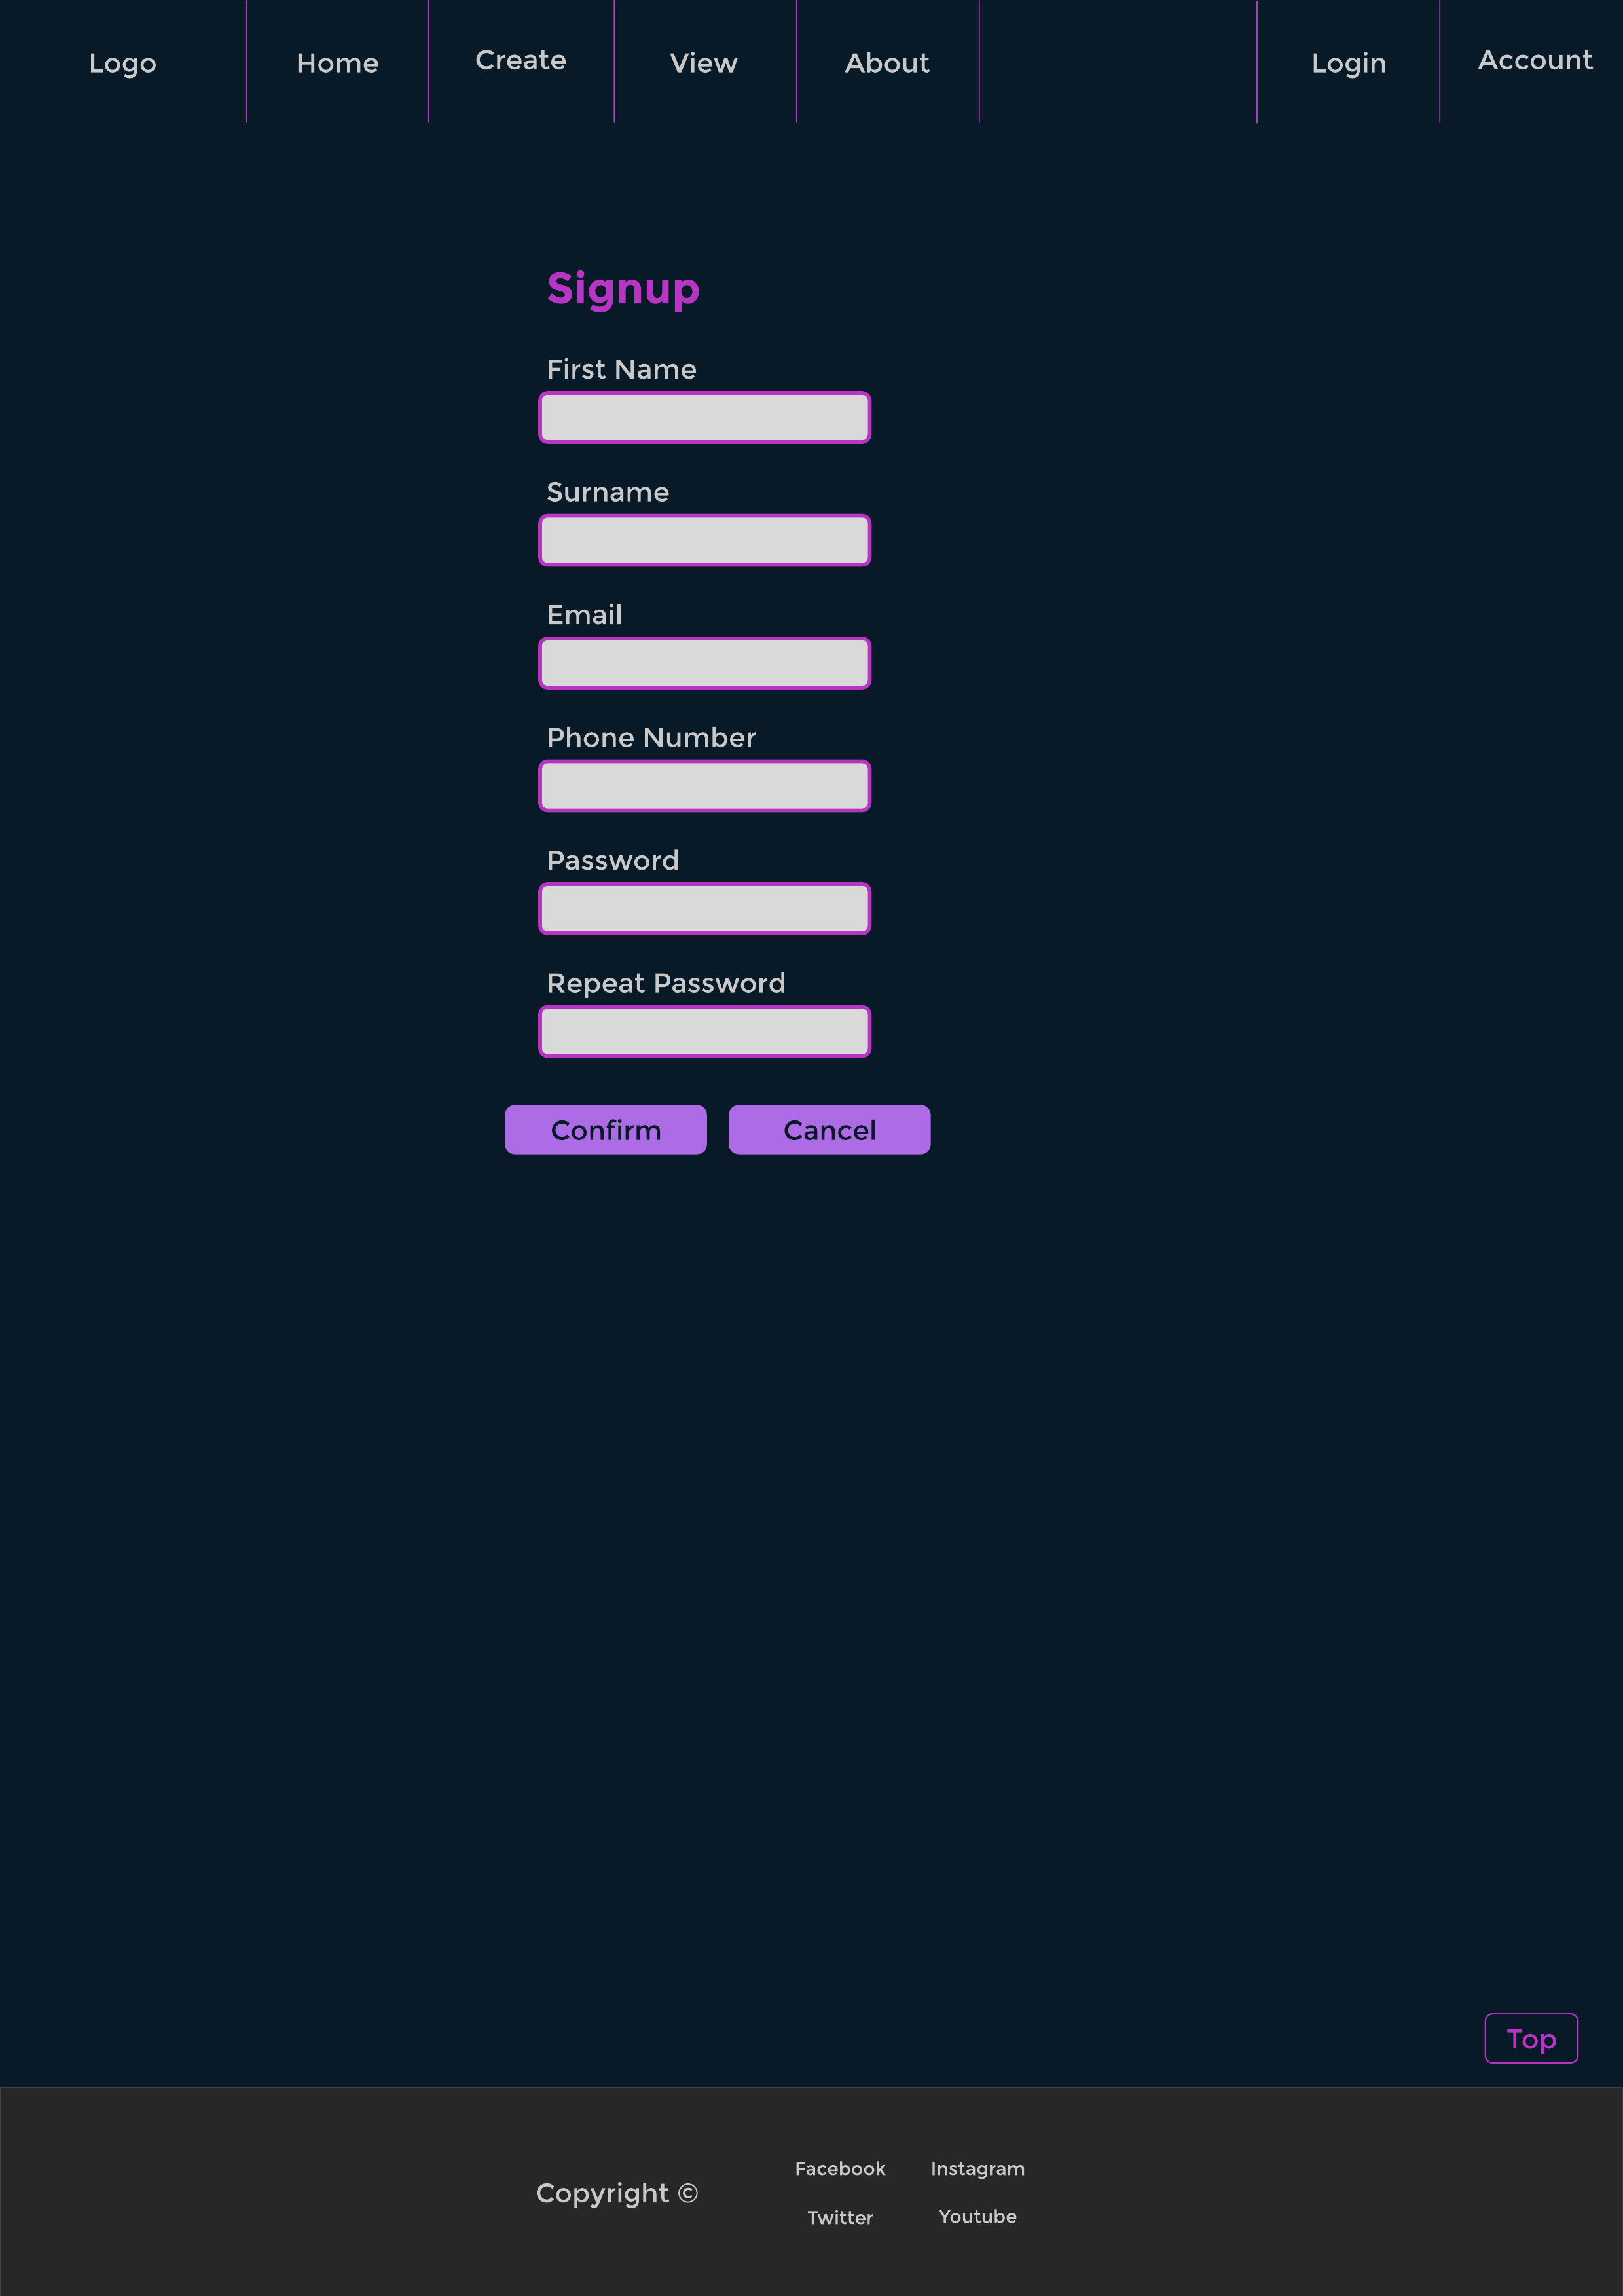 Logo Home Create View About Login Account
Signup
First Name
Surname
Email
Phone Number
Password
Repeat Password
Confirm Cancel
Top
Copyright ©
Facebook Instagram
Twitter Youtube